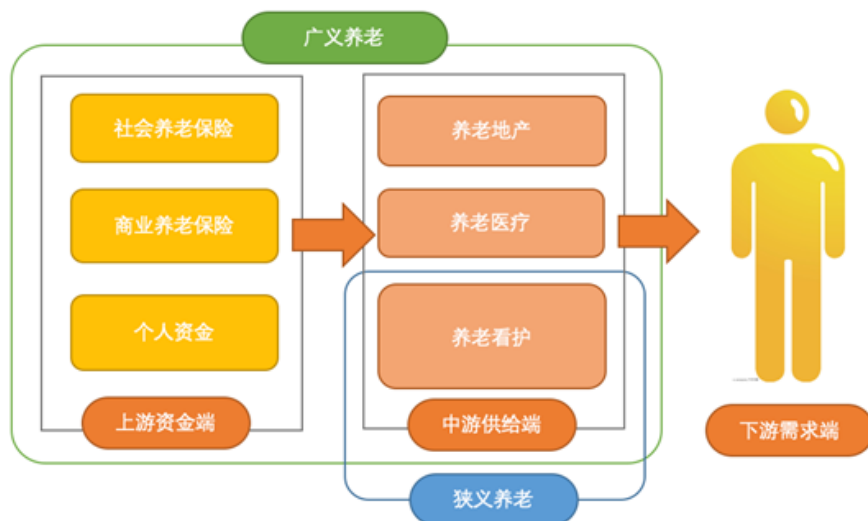 广义养老
社会养老保险
商业养老保险
个人资金
上游资金端
养老地产
养老医疗
养老看护
中游供给端
狭义养老
下游需求端